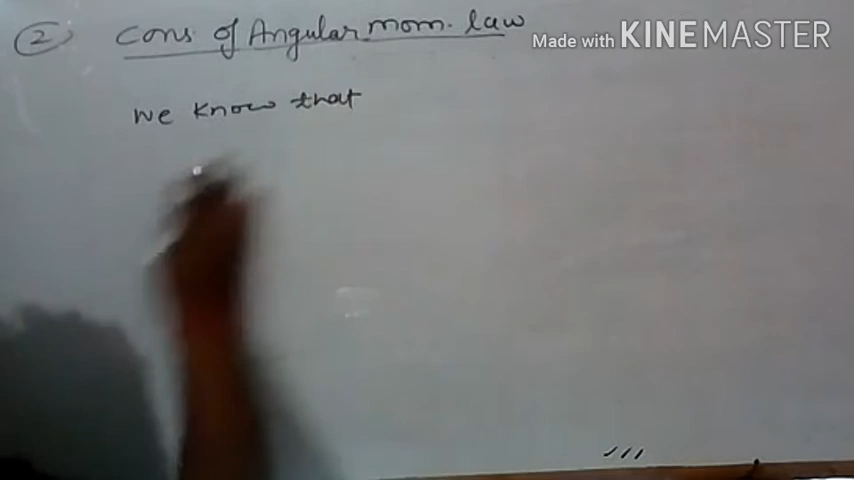 ② Cons. of Angular mom. law
Made with KINEMASTER
we know that